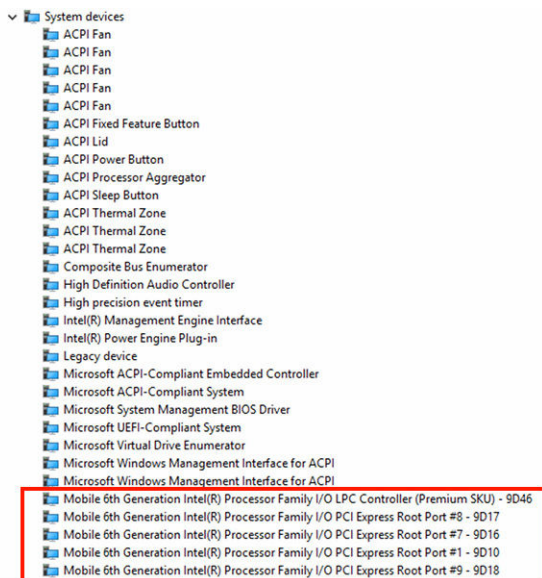 System devices
ACPI Fan
ACPI Fan
ACPI Fan
ACPI Fan
ACPI Fan
ACPI Fixed Feature Button
ACPI Lid
ACPI Power Button
ACPI Processor Aggregator
ACPI Sleep Button
ACPI Thermal Zone
ACPI Thermal Zone
ACPI Thermal Zone
Composite Bus Enumerator
High Definition Audio Controller
High precision event timer
Intel(R) Management Engine Interface
Intel(R) Power Engine Plug-in
Legacy device
Microsoft ACPI-Compliant Embedded Controller
Microsoft ACPI-Compliant System
Microsoft System Management BIOS Driver
Microsoft UEFI-Compliant System
Microsoft Virtual Drive Enumerator
Microsoft Windows Management Interface for ACPI
Microsoft Windows Management Interface for ACPI
Mobile 6th Generation Intel(R) Processor Family I/O LPC Controller (Premium SKU) - 9D46
Mobile 6th Generation Intel(R) Processor Family I/O PCI Express Root Port #8 - 9D17
Mobile 6th Generation Intel(R) Processor Family I/O PCI Express Root Port #7 - 9D16
Mobile 6th Generation Intel(R) Processor Family I/O PCI Express Root Port #1 - 9D10
Mobile 6th Generation Intel(R) Processor Family I/O PCI Express Root Port #9 - 9D18